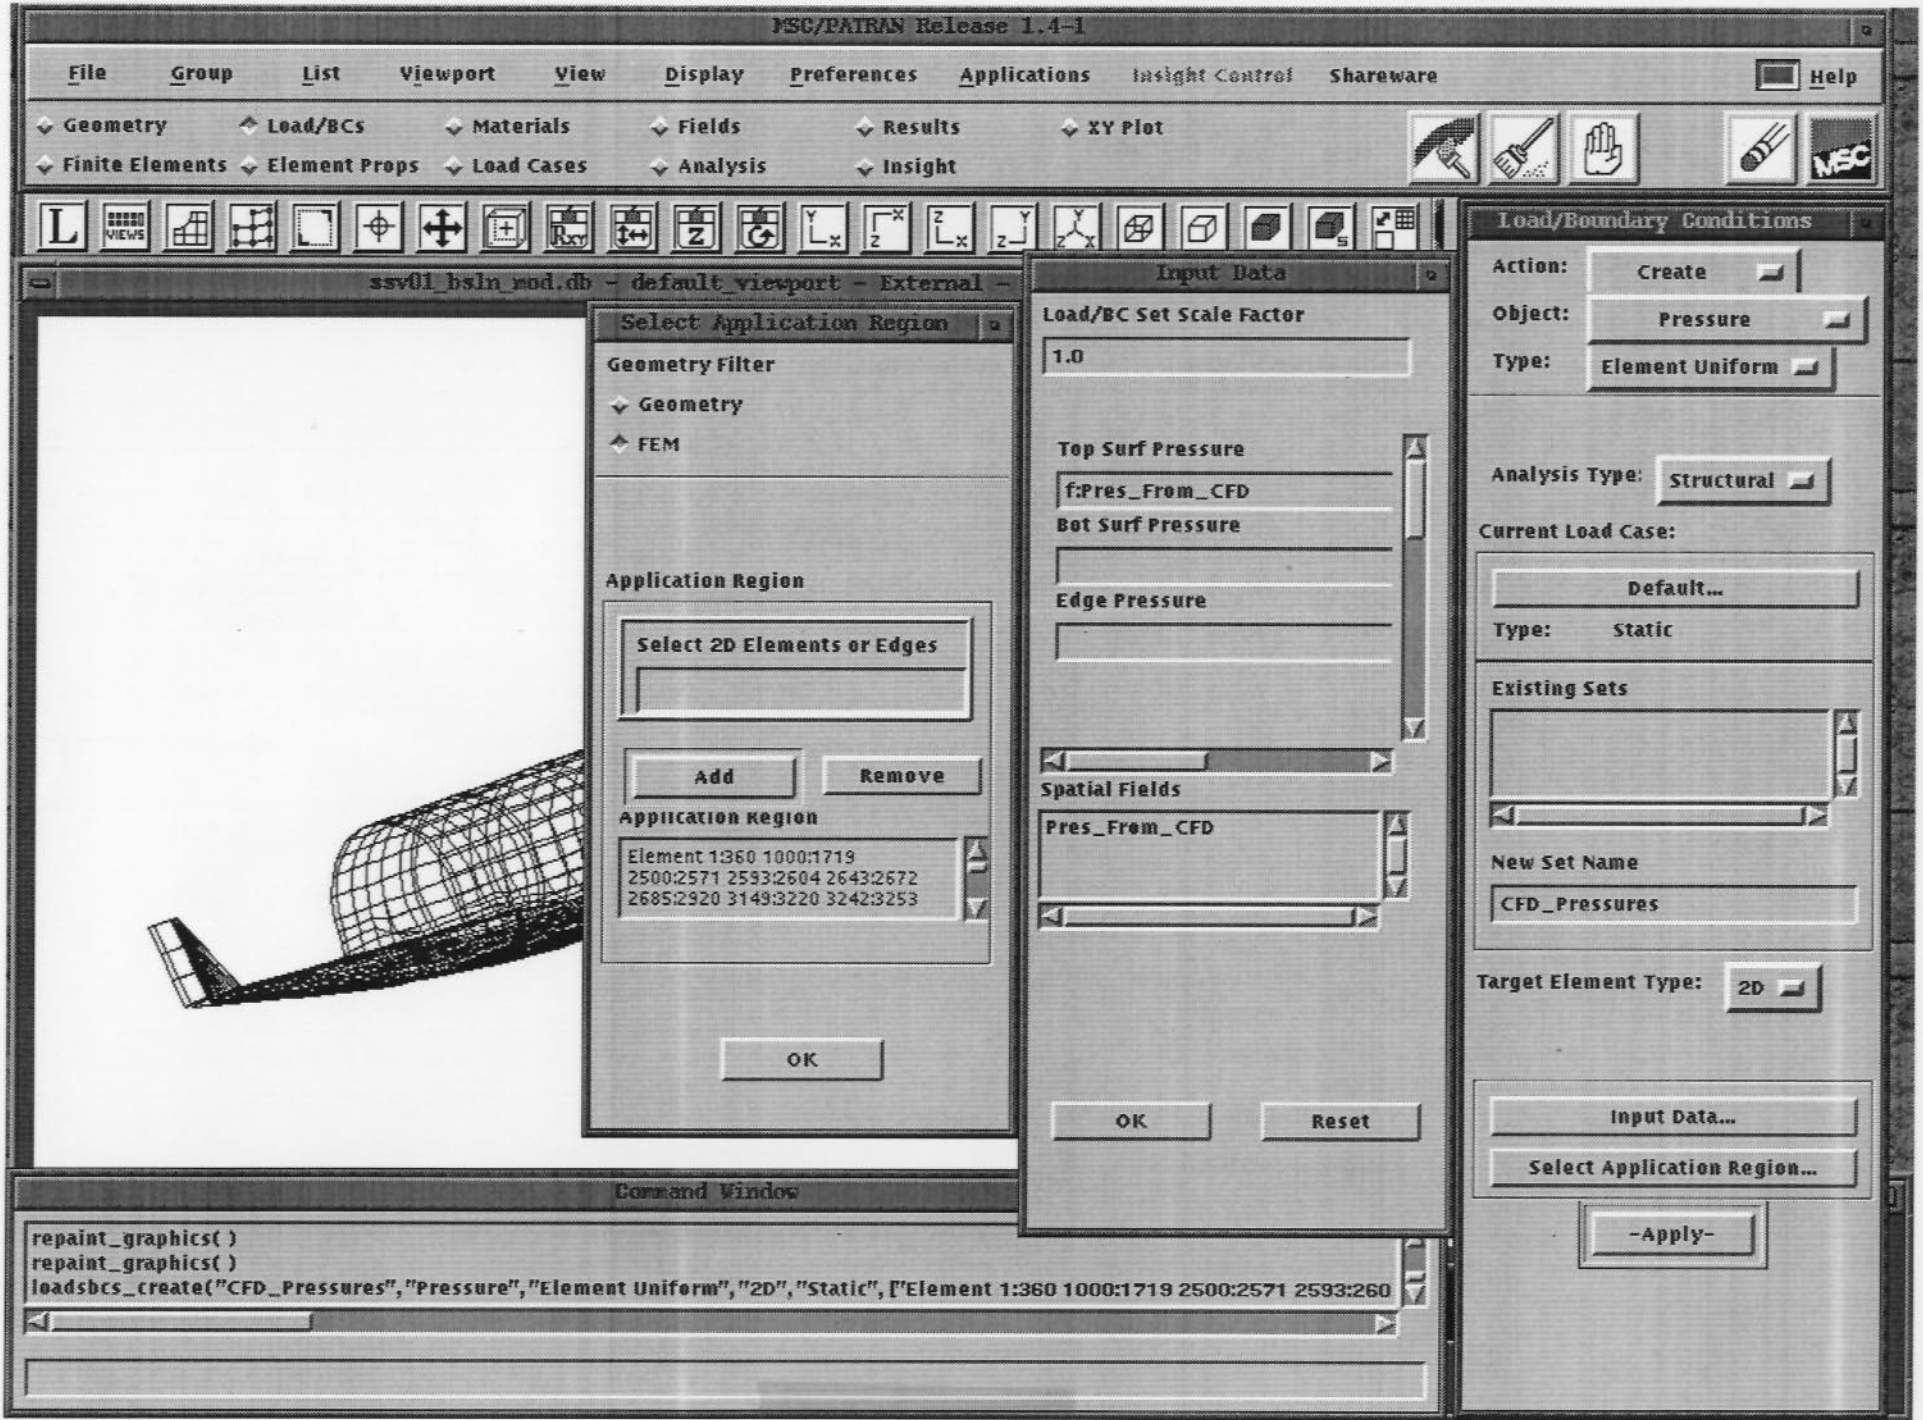 MSC/PATRAN Release 1.4-1
File Group List Viewport View Display Preferences Applications Insight Control Shareware Help
Geometry Load/BCs Materials Fields Results XY Plot
Finite Elements Element Props Load Cases Analysis Insight
MSC
L VIEWS Rxy Z Y X X Z Z X Y Z Y Z X S
ssv01_bsln_mod.db - default_viewport - External -
Select Application Region
Geometry Filter
Geometry
FEM
Application Region
Select 2D Elements or Edges
Add Remove
Application Region
Element 1:360 1000:1719
2500:2571 2593:2604 2643:2672
2685:2920 3149:3220 3242:3253
OK
Input Data
Load/BC Set Scale Factor
1.0
Top Surf Pressure
f:Pres_From_CFD
Bot Surf Pressure
Edge Pressure
Spatial Fields
Pres_From_CFD
OK Reset
Load/Boundary Conditions
Action: Create
Object: Pressure
Type: Element Uniform
Analysis Type: Structural
Current Load Case:
Default...
Type: Static
Existing Sets
New Set Name
CFD_Pressures
Target Element Type: 2D
Input Data...
Select Application Region...
-Apply-
Command Window
repaint_graphics( )
repaint_graphics( )
loadsbcs_create("CFD_Pressures","Pressure","Element Uniform","2D","Static",["Element 1:360 1000:1719 2500:2571 2593:260